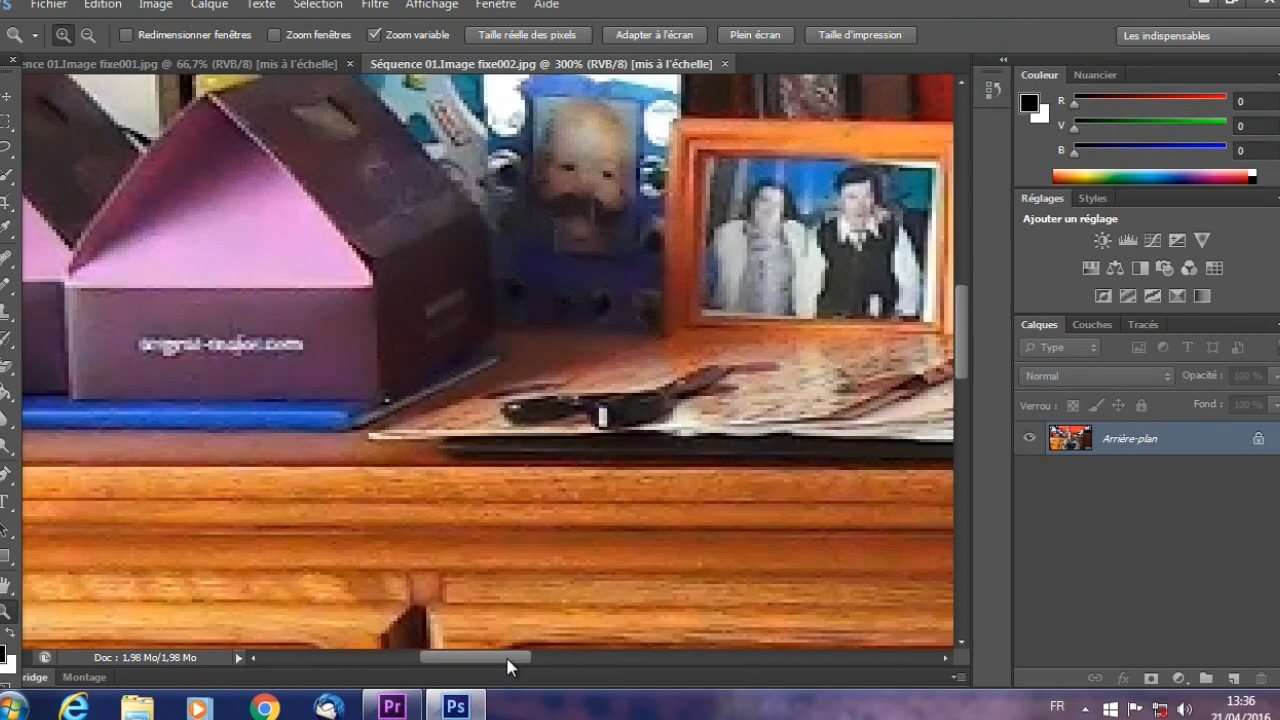 Fichier Edition Image Calque Texte Sélection Filtre Affichage Fenêtre Aide
Redimensionner fenêtres Zoom fenêtres Zoom variable Taille réelle des pixels Adapter à l'écran Plein écran Taille d'impression Les indispensables
ence 01.Image fixe001.jpg @ 66,7% (RVB/8) [mis à l'échelle] × Séquence 01.Image fixe002.jpg @ 300% (RVB/8) [mis à l'échelle] ×
Couleur Nuancier
R 0
V 0
B 0
Réglages Styles
Ajouter un réglage
Calques Couches Tracés
Type
Normal Opacité : 100 %
Verrou : Fond : 100 %
Arrière-plan
Doc : 1,98 Mo/1,98 Mo
ridge Montage
Pr Ps
FR
13:36
21/04/2016